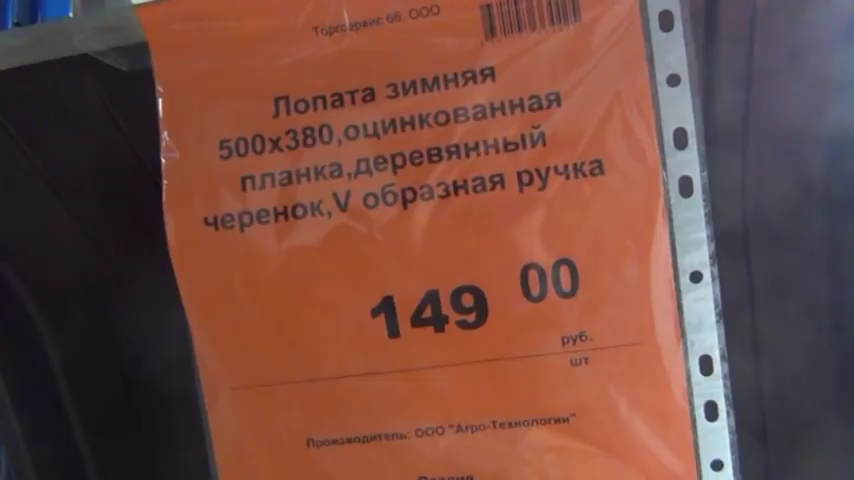 Торгсервис 66, ООО
Лопата зимняя
500х380,оцинкованная
планка,деревянный
черенок,V образная ручка
149 00
руб.
шт
Производитель: ООО "Агро-Технологии"
Россия